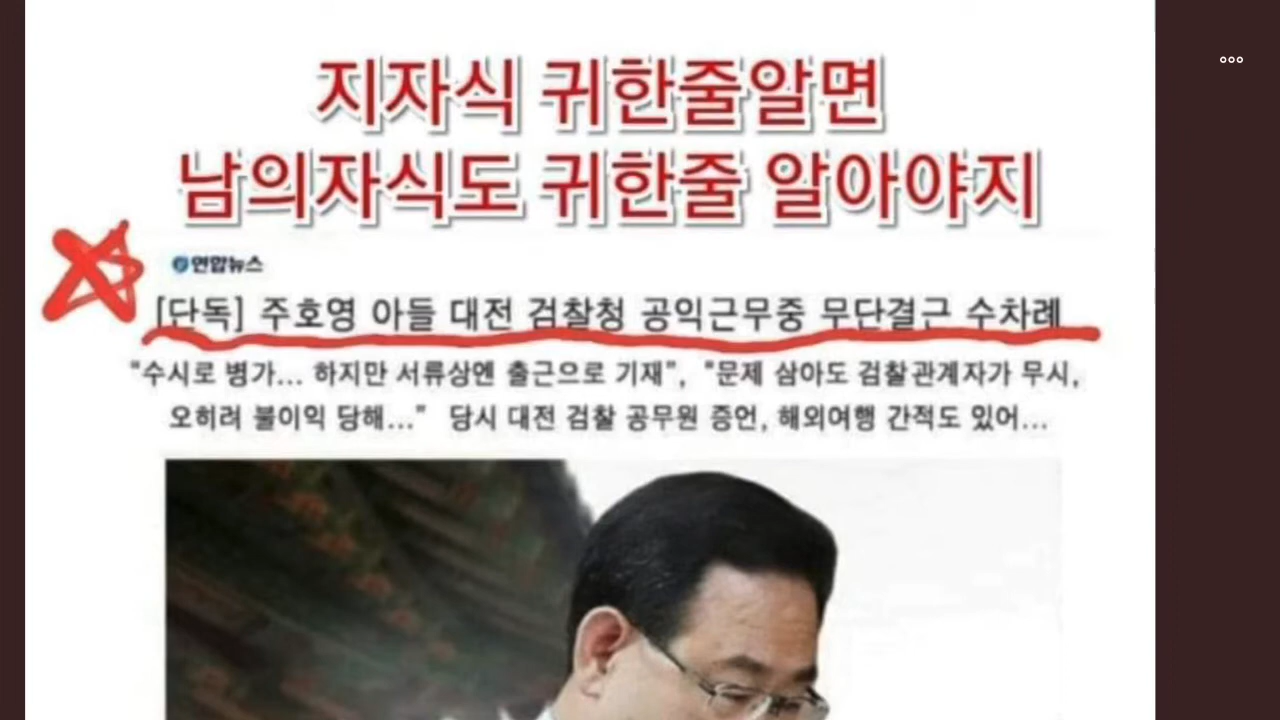 지자식 귀한줄알면
남의자식도 귀한줄 알아야지
연합뉴스
[단독] 주호영 아들 대전 검찰청 공익근무중 무단결근 수차례
"수시로 병가... 하지만 서류상엔 출근으로 기재", "문제 삼아도 검찰관계자가 무시,
오히려 불이익 당해..." 당시 대전 검찰 공무원 증언, 해외여행 간적도 있어...